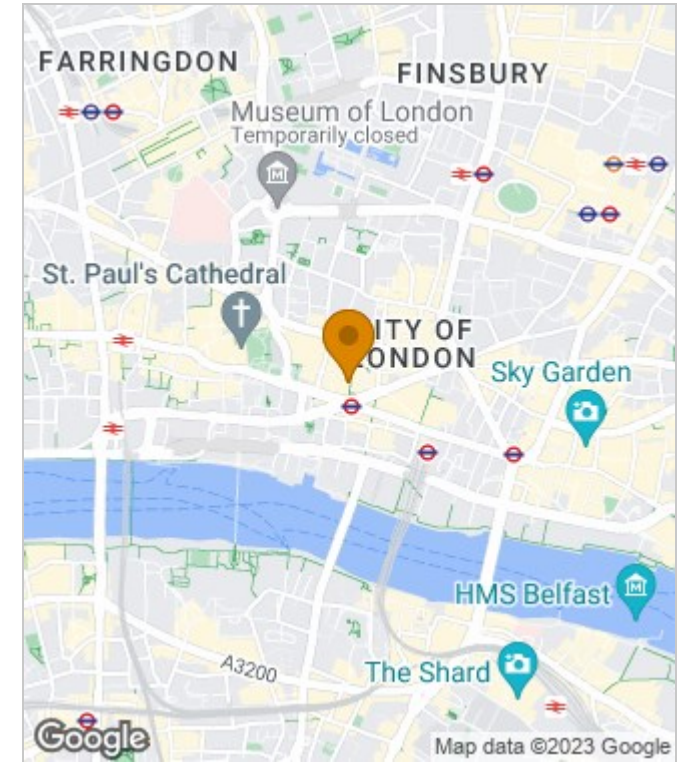 FARRINGDON
FINSBURY
Museum of London
Temporarily closed
St. Paul's Cathedral
ITY OF
ONDON
Sky Garden
HMS Belfast
A3200
The Shard
Google
Map data ©2023 Google